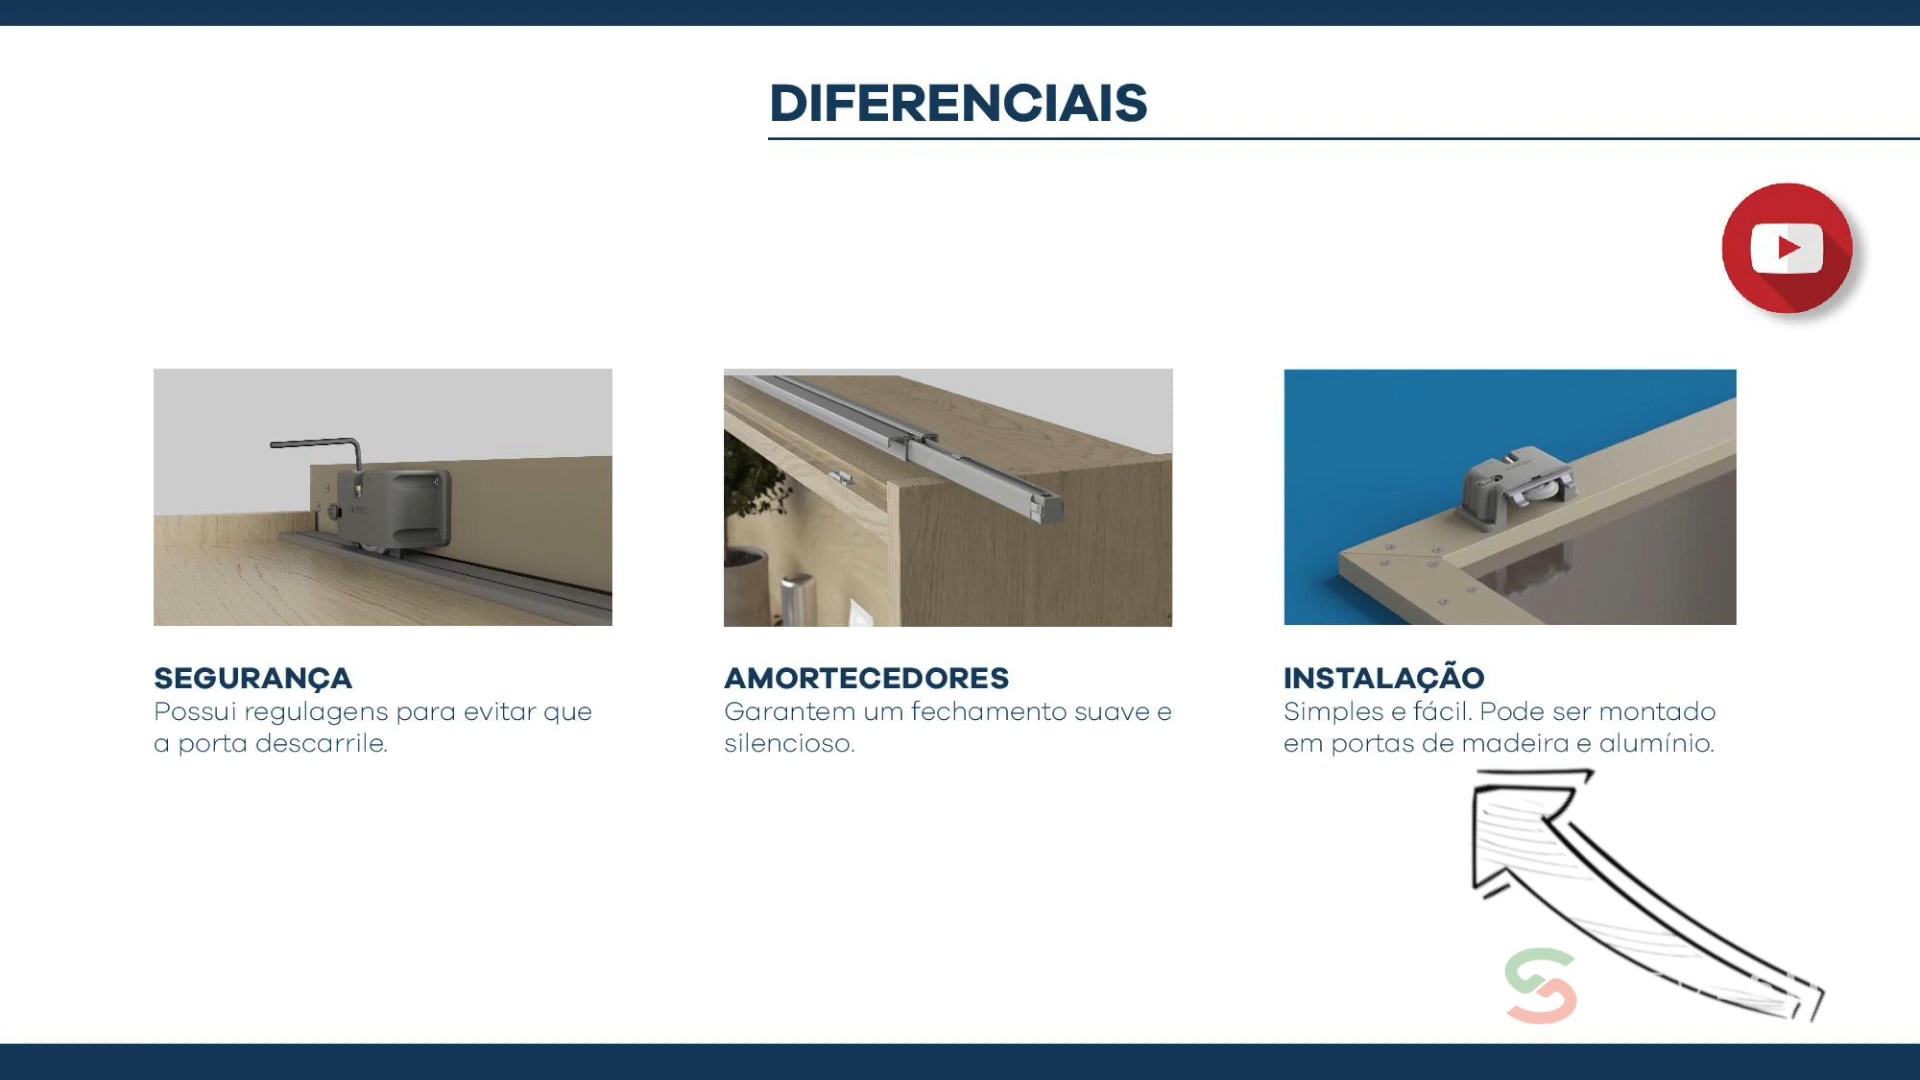 DIFERENCIAIS
SEGURANÇA
Possui regulagens para evitar que
a porta descarrile.
AMORTECEDORES
Garantem um fechamento suave e
silencioso.
INSTALAÇÃO
Simples e fácil. Pode ser montado
em portas de madeira e alumínio.